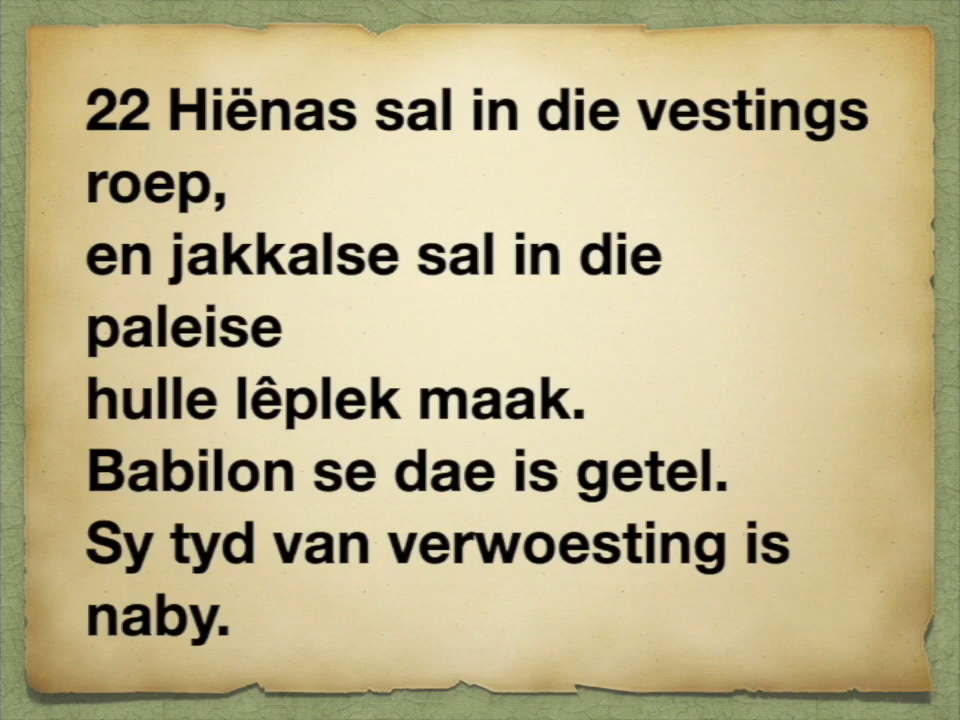 22 Hiënas sal in die vestings
roep,
en jakkalse sal in die
paleise
hulle lêplek maak.
Babilon se dae is getel.
Sy tyd van verwoesting is
naby.